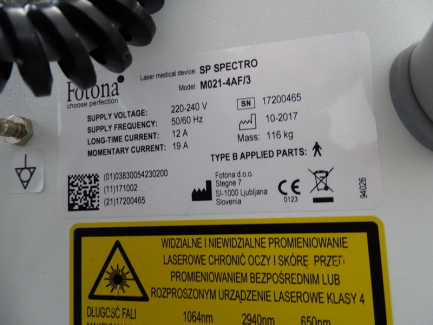 Fotona
choose perfection
Laser medical device: SP SPECTRO
Model: M021-4AF/3
SUPPLY VOLTAGE: 220-240 V
SUPPLY FREQUENCY: 50/60 Hz
LONG-TIME CURRENT: 12 A
MOMENTARY CURRENT: 19 A
SN 17200465
10-2017
Mass: 116 kg
TYPE B APPLIED PARTS:
(01)03830054230200
(11)171002
(21)17200465
Fotona d.o.o.
Stegne 7
SI-1000 Ljubljana
Slovenia
CE
0123
94026
WIDZIALNE I NIEWIDZIALNE PROMIENIOWANIE
LASEROWE CHRONIĆ OCZY I SKÓRĘ PRZED
PROMIENIOWANIEM BEZPOŚREDNIM LUB
ROZPROSZONYM URZĄDZENIE LASEROWE KLASY 4
DŁUGOŚĆ FALI 1064nm 2940nm 650nm